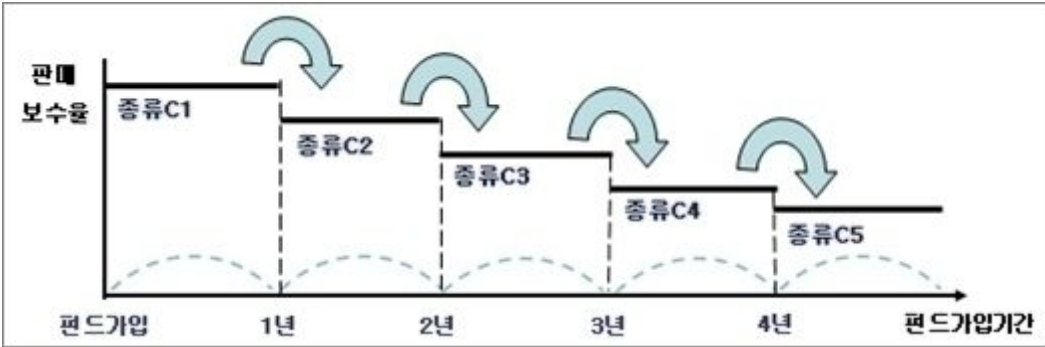 판매
보수율
종류C1
종류C2
종류C3
종류C4
종류C5
펀드가입
1년
2년
3년
4년
펀드가입기간